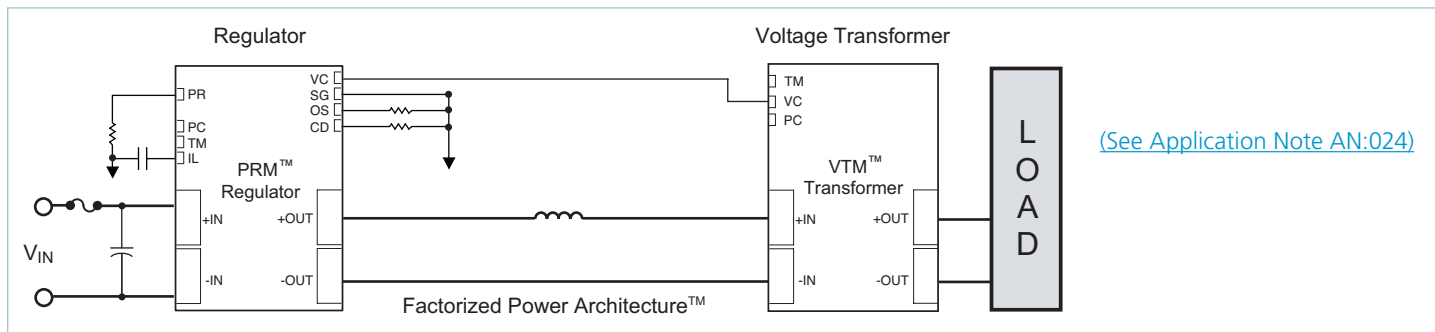 Regulator
Voltage Transformer
PR
PC
TM
IL
VC
SG
OS
CD
PRM™
Regulator
+IN
-IN
+OUT
-OUT
VIN
Factorized Power Architecture™
TM
VC
PC
VTM™
Transformer
+IN
-IN
+OUT
-OUT
L
O
A
D
(See Application Note AN:024)